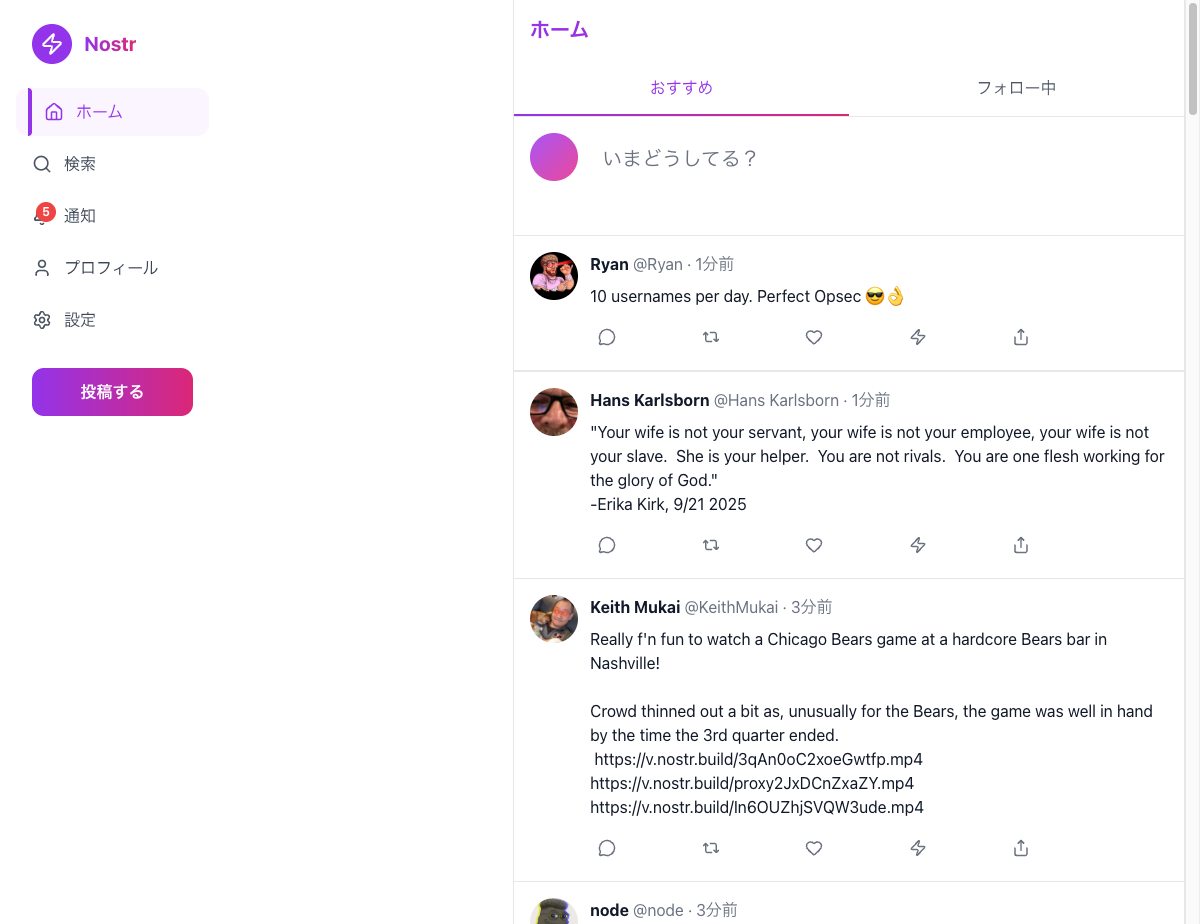 Nostr
ホーム
検索
5
通知
プロフィール
設定
投稿する
ホーム
おすすめ
フォロー中
いまどうしてる？
Ryan @Ryan · 1分前
10 usernames per day. Perfect Opsec 😎👌
Hans Karlsborn @Hans Karlsborn · 1分前
"Your wife is not your servant, your wife is not your employee, your wife is not
your slave.  She is your helper.  You are not rivals.  You are one flesh working for
the glory of God."
-Erika Kirk, 9/21 2025
Keith Mukai @KeithMukai · 3分前
Really f'n fun to watch a Chicago Bears game at a hardcore Bears bar in
Nashville!
Crowd thinned out a bit as, unusually for the Bears, the game was well in hand
by the time the 3rd quarter ended.
https://v.nostr.build/3qAn0oC2xoeGwtfp.mp4
https://v.nostr.build/proxy2JxDCnZxaZY.mp4
https://v.nostr.build/ln6OUZhjSVQW3ude.mp4
node @node · 3分前